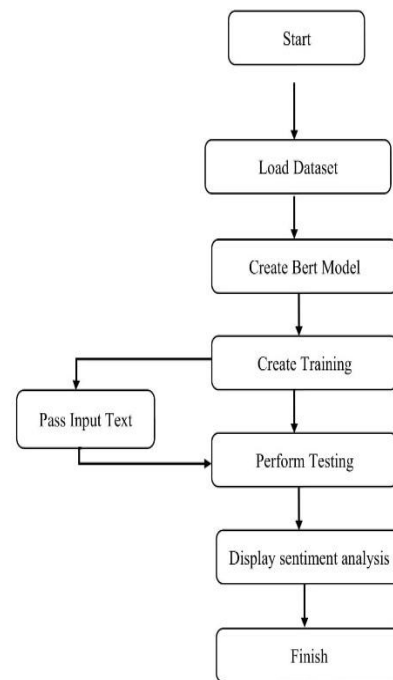 Start
Load Dataset
Create Bert Model
Create Training
Pass Input Text
Perform Testing
Display sentiment analysis
Finish